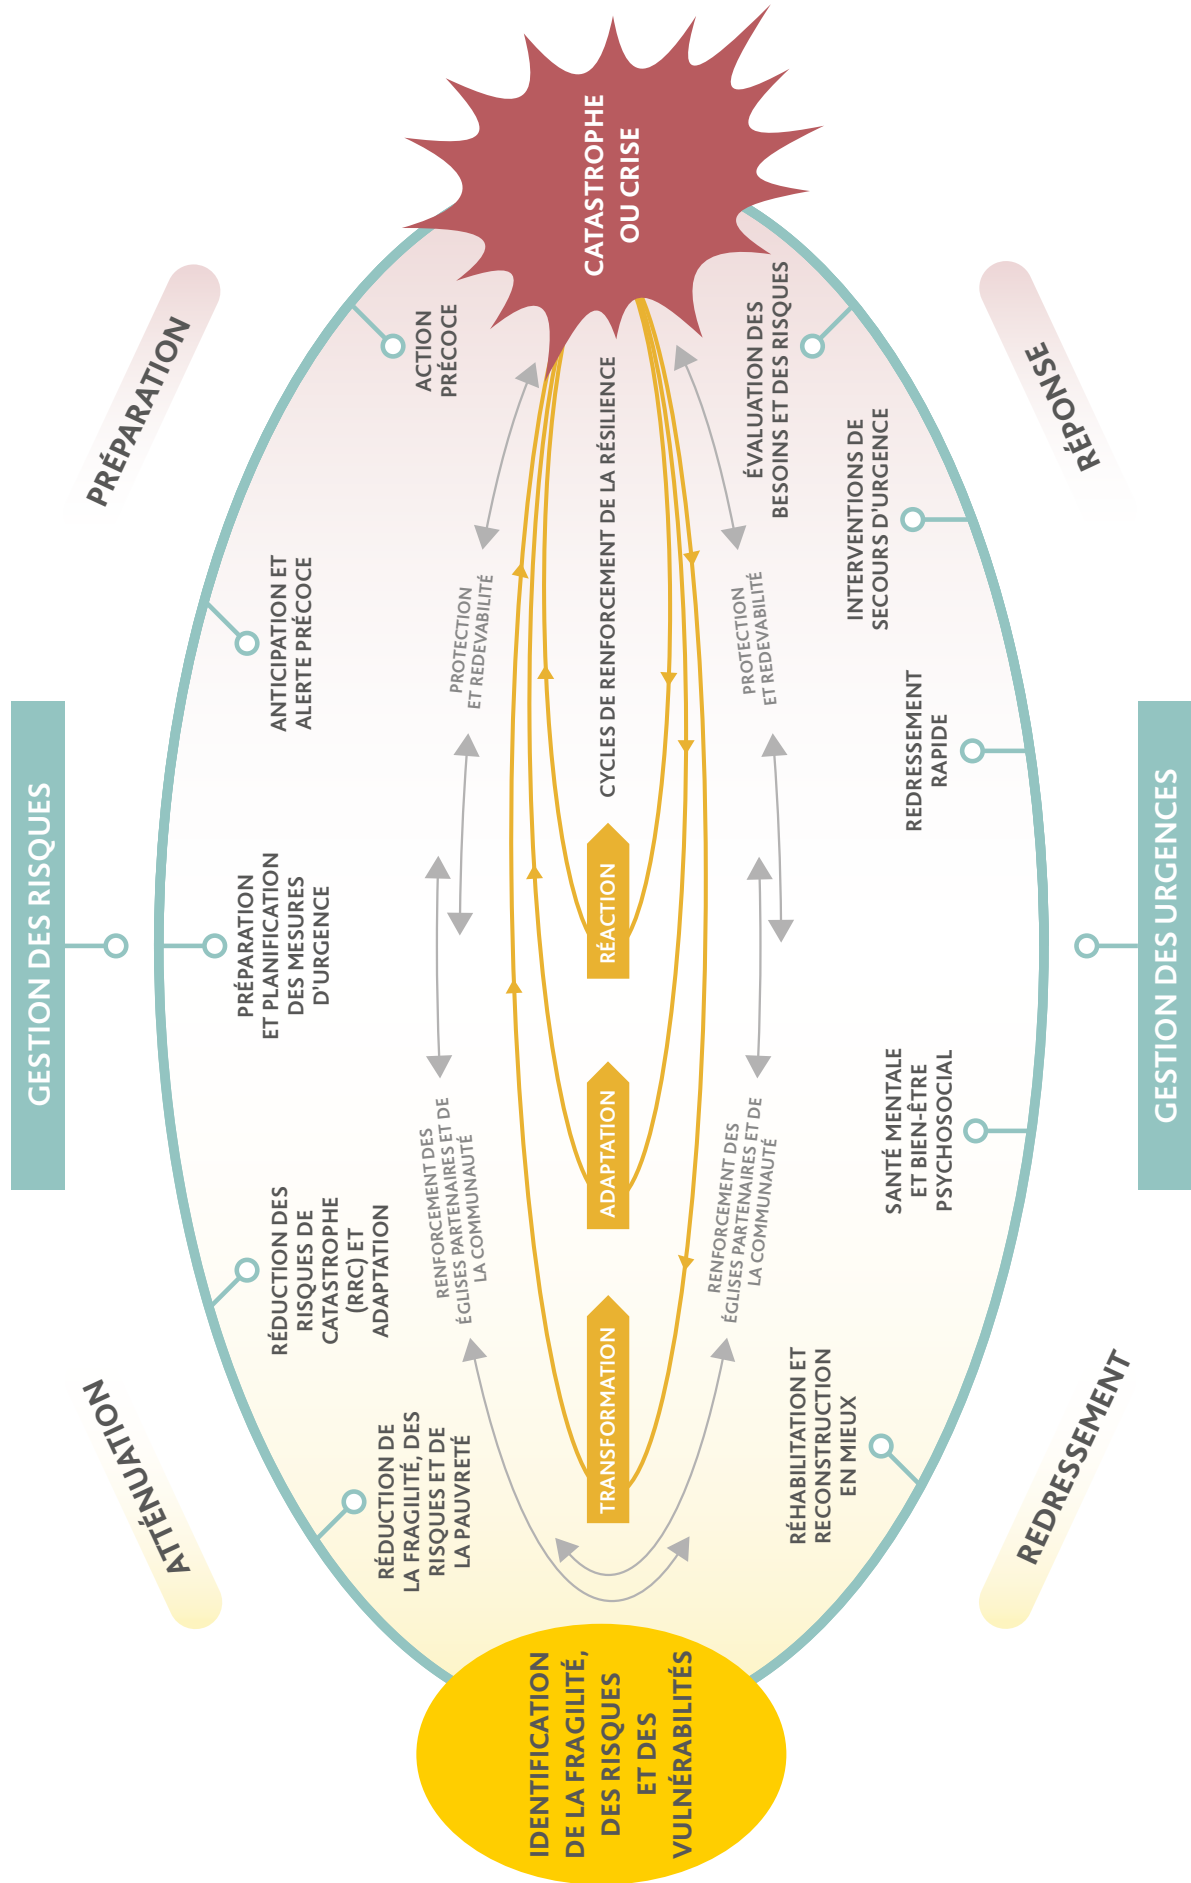 GESTION DES RISQUES
ATTÉNUATION
PRÉPARATION
RÉDUCTION DE
LA FRAGILITÉ, DES
RISQUES ET DE
LA PAUVRETÉ
RÉDUCTION DES
RISQUES DE
CATASTROPHE
(RRC) ET
ADAPTATION
PRÉPARATION
ET PLANIFICATION
DES MESURES
D'URGENCE
ANTICIPATION ET
ALERTE PRÉCOCE
ACTION
PRÉCOCE
RENFORCEMENT DES
ÉGLISES PARTENAIRES ET DE
LA COMMUNAUTÉ
PROTECTION
ET REDEVABILITÉ
IDENTIFICATION
DE LA FRAGILITÉ,
DES RISQUES
ET DES
VULNÉRABILITÉS
TRANSFORMATION
ADAPTATION
RÉACTION
CYCLES DE RENFORCEMENT DE LA RÉSILIENCE
CATASTROPHE
OU CRISE
RENFORCEMENT DES
ÉGLISES PARTENAIRES ET DE
LA COMMUNAUTÉ
PROTECTION
ET REDEVABILITÉ
RÉHABILITATION ET
RECONSTRUCTION
EN MIEUX
SANTÉ MENTALE
ET BIEN-ÊTRE
PSYCHOSOCIAL
REDRESSEMENT
RAPIDE
INTERVENTIONS DE
SECOURS D'URGENCE
ÉVALUATION DES
BESOINS ET DES RISQUES
REDRESSEMENT
RÉPONSE
GESTION DES URGENCES